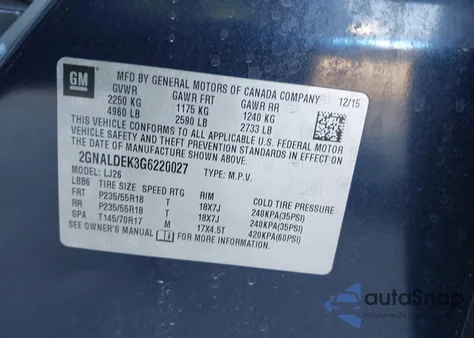 GM
MFD BY GENERAL MOTORS OF CANADA COMPANY
GVWR GAWR FRT GAWR RR 12/15
2250 KG 1175 KG 1240 KG
4960 LB 2590 LB 2733 LB
THIS VEHICLE CONFORMS TO ALL APPLICABLE U.S. FEDERAL MOTOR
VEHICLE SAFETY AND THEFT PREVENTION STANDARDS IN EFFECT ON
THE DATE OF MANUFACTURE SHOWN ABOVE.
2GNALDEK3G6220027 TYPE: M.P.V.
MODEL: LJ26
LBB6 TIRE SIZE SPEED RTG RIM COLD TIRE PRESSURE
FRT P235/55R18 T 18X7J 240KPA(35PSI)
RR P235/55R18 T 18X7J 240KPA(35PSI)
SPA T145/70R17 M 17X4.5T 420KPA(60PSI)
SEE OWNER'S MANUAL i FOR MORE INFORMATION
autoSnap